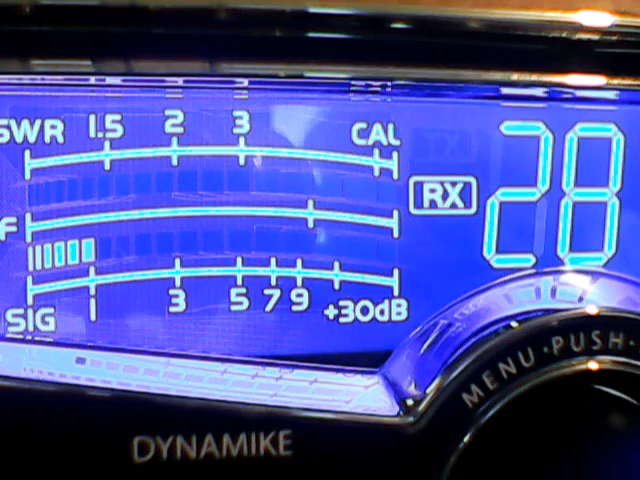 SWR 1.5 2 3 CAL
RX 28
F
1 3 5 7 9 +30dB
SIG
MENU·PUSH·
DYNAMIKE